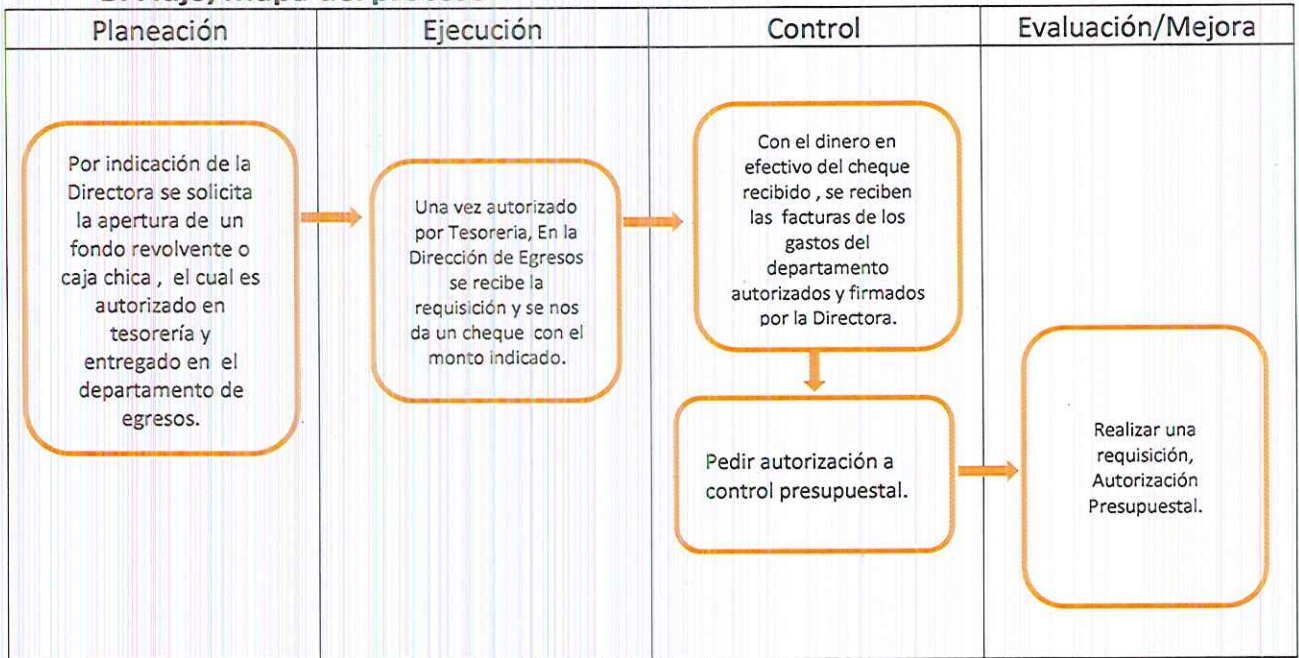 Planeación
Ejecución
Control
Evaluación/Mejora
Por indicación de la
Directora se solicita
la apertura de un
fondo revolvente o
caja chica , el cual es
autorizado en
tesorería y
entregado en el
departamento de
egresos.
Una vez autorizado
por Tesoreria, En la
Dirección de Egresos
se recibe la
requisición y se nos
da un cheque con el
monto indicado.
Con el dinero en
efectivo del cheque
recibido , se reciben
las facturas de los
gastos del
departamento
autorizados y firmados
por la Directora.
Pedir autorización a
control presupuestal.
Realizar una
requisición,
Autorización
Presupuestal.